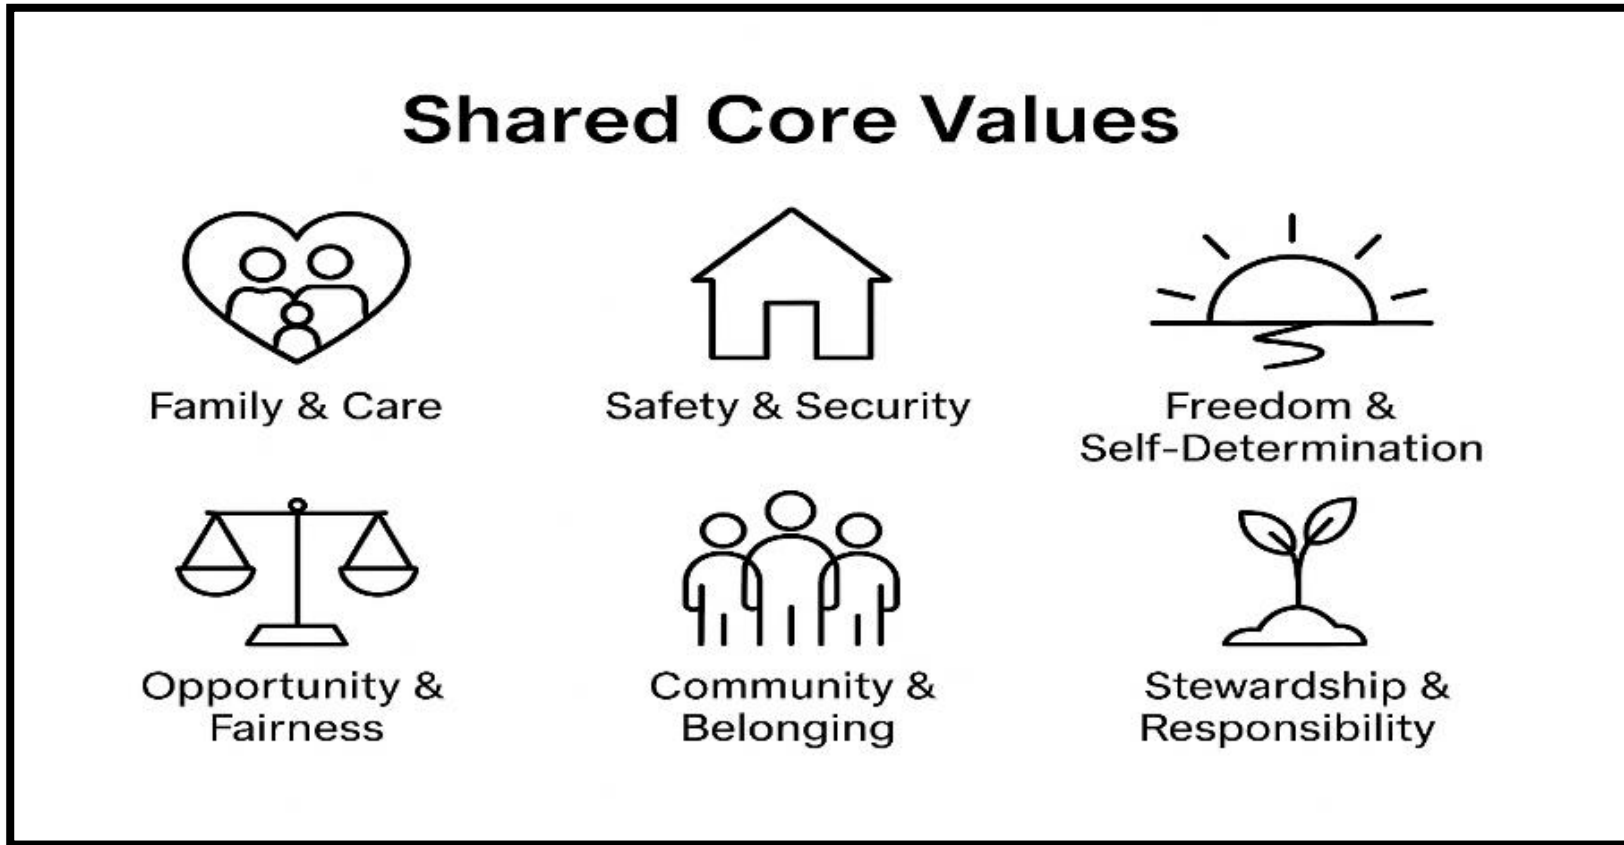 Shared Core Values
Family & Care
Safety & Security
Freedom &
Self-Determination
Opportunity &
Fairness
Community &
Belonging
Stewardship &
Responsibility